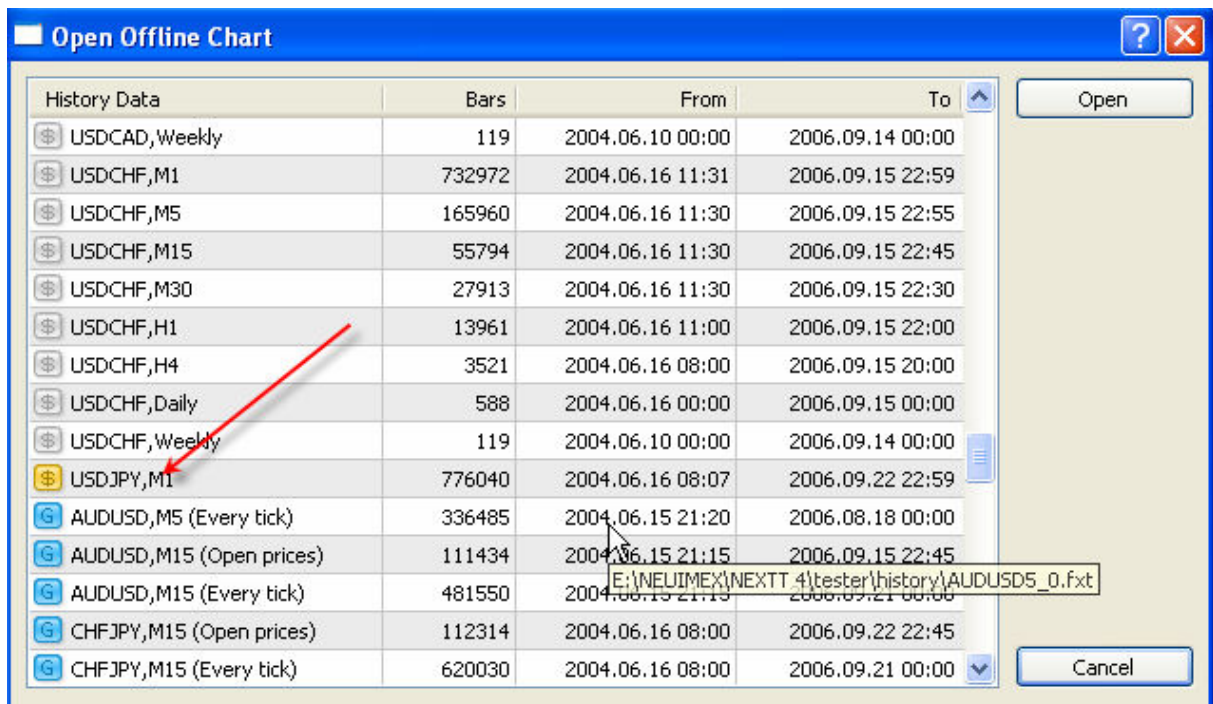 Open Offline Chart
History Data Bars From To
Open
USDCAD,Weekly 119 2004.06.10 00:00 2006.09.14 00:00
USDCHF,M1 732972 2004.06.16 11:31 2006.09.15 22:59
USDCHF,M5 165960 2004.06.16 11:30 2006.09.15 22:55
USDCHF,M15 55794 2004.06.16 11:30 2006.09.15 22:45
USDCHF,M30 27913 2004.06.16 11:30 2006.09.15 22:30
USDCHF,H1 13961 2004.06.16 11:00 2006.09.15 22:00
USDCHF,H4 3521 2004.06.16 08:00 2006.09.15 20:00
USDCHF,Daily 588 2004.06.16 00:00 2006.09.15 00:00
USDCHF,Weekly 119 2004.06.10 00:00 2006.09.14 00:00
USDJPY,M1 776040 2004.06.16 08:07 2006.09.22 22:59
AUDUSD,M5 (Every tick) 336485 2004.06.15 21:20 2006.08.18 00:00
AUDUSD,M15 (Open prices) 111434 2004.06.15 21:15 2006.09.15 22:45
E:\NEUIMEX\NEXTT 4\tester\history\AUDUSD5_0.fxt
AUDUSD,M15 (Every tick) 481550
CHFJPY,M15 (Open prices) 112314 2004.06.16 08:00 2006.09.22 22:45
CHFJPY,M15 (Every tick) 620030 2004.06.16 08:00 2006.09.21 00:00
Cancel